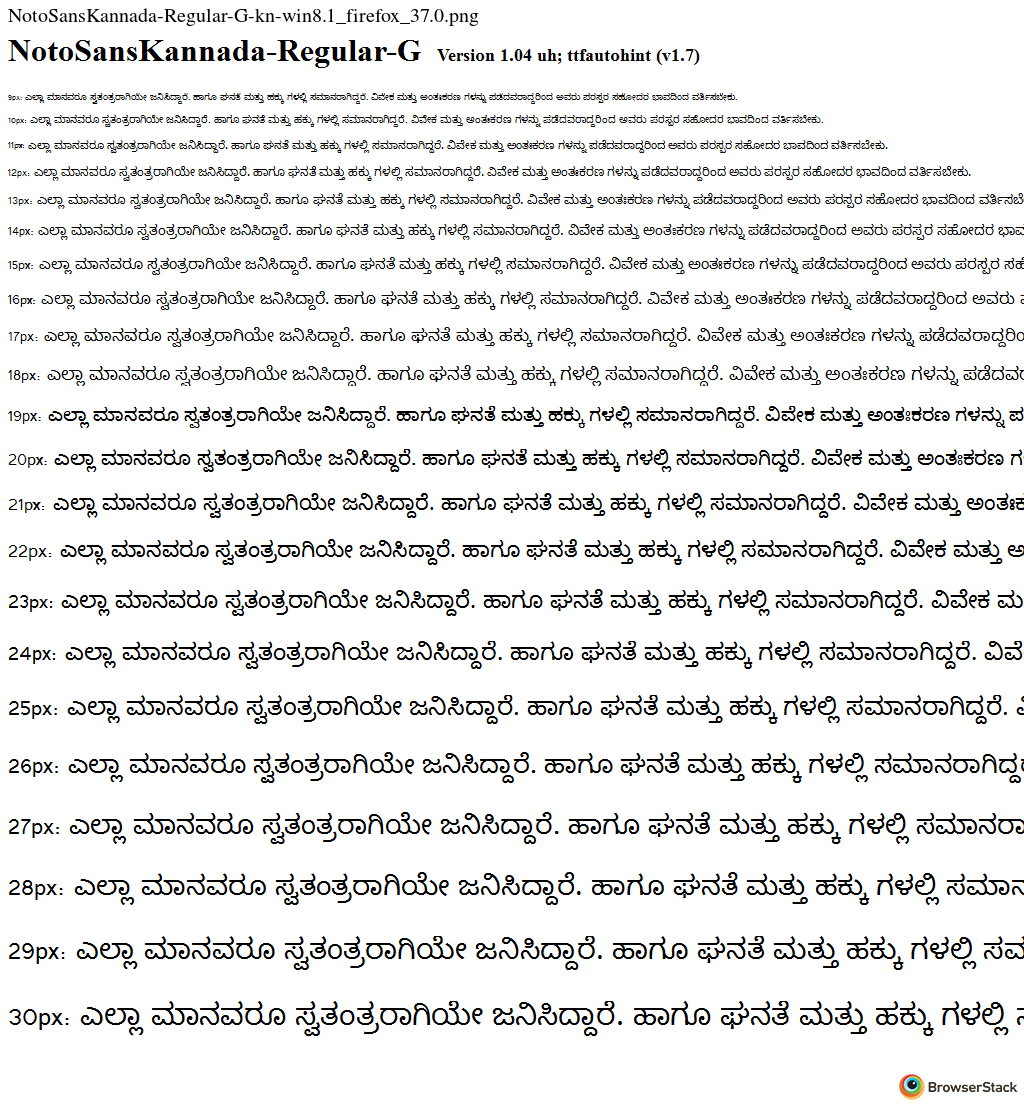 NotoSansKannada-Regular-G-kn-win8.1_firefox_37.0.png
NotoSansKannada-Regular-G Version 1.04 uh; ttfautohint (v1.7)
9px: ಎಲ್ಲಾ ಮಾನವರೂ ಸ್ವತಂತ್ರರಾಗಿಯೇ ಜನಿಸಿದ್ದಾರೆ. ಹಾಗೂ ಘನತೆ ಮತ್ತು ಹಕ್ಕು ಗಳಲ್ಲಿ ಸಮಾನರಾಗಿದ್ದರೆ. ವಿವೇಕ ಮತ್ತು ಅಂತಃಕರಣ ಗಳನ್ನು ಪಡೆದವರಾದ್ದರಿಂದ ಅವರು ಪರಸ್ಪರ ಸಹೋದರ ಭಾವದಿಂದ ವರ್ತಿಸಬೇಕು.
10px: ಎಲ್ಲಾ ಮಾನವರೂ ಸ್ವತಂತ್ರರಾಗಿಯೇ ಜನಿಸಿದ್ದಾರೆ. ಹಾಗೂ ಘನತೆ ಮತ್ತು ಹಕ್ಕು ಗಳಲ್ಲಿ ಸಮಾನರಾಗಿದ್ದರೆ. ವಿವೇಕ ಮತ್ತು ಅಂತಃಕರಣ ಗಳನ್ನು ಪಡೆದವರಾದ್ದರಿಂದ ಅವರು ಪರಸ್ಪರ ಸಹೋದರ ಭಾವದಿಂದ ವರ್ತಿಸಬೇಕು.
11px: ಎಲ್ಲಾ ಮಾನವರೂ ಸ್ವತಂತ್ರರಾಗಿಯೇ ಜನಿಸಿದ್ದಾರೆ. ಹಾಗೂ ಘನತೆ ಮತ್ತು ಹಕ್ಕು ಗಳಲ್ಲಿ ಸಮಾನರಾಗಿದ್ದರೆ. ವಿವೇಕ ಮತ್ತು ಅಂತಃಕರಣ ಗಳನ್ನು ಪಡೆದವರಾದ್ದರಿಂದ ಅವರು ಪರಸ್ಪರ ಸಹೋದರ ಭಾವದಿಂದ ವರ್ತಿಸಬೇಕು.
12px: ಎಲ್ಲಾ ಮಾನವರೂ ಸ್ವತಂತ್ರರಾಗಿಯೇ ಜನಿಸಿದ್ದಾರೆ. ಹಾಗೂ ಘನತೆ ಮತ್ತು ಹಕ್ಕು ಗಳಲ್ಲಿ ಸಮಾನರಾಗಿದ್ದರೆ. ವಿವೇಕ ಮತ್ತು ಅಂತಃಕರಣ ಗಳನ್ನು ಪಡೆದವರಾದ್ದರಿಂದ ಅವರು ಪರಸ್ಪರ ಸಹೋದರ ಭಾವದಿಂದ ವರ್ತಿಸಬೇಕು.
13px: ಎಲ್ಲಾ ಮಾನವರೂ ಸ್ವತಂತ್ರರಾಗಿಯೇ ಜನಿಸಿದ್ದಾರೆ. ಹಾಗೂ ಘನತೆ ಮತ್ತು ಹಕ್ಕು ಗಳಲ್ಲಿ ಸಮಾನರಾಗಿದ್ದರೆ. ವಿವೇಕ ಮತ್ತು ಅಂತಃಕರಣ ಗಳನ್ನು ಪಡೆದವರಾದ್ದರಿಂದ ಅವರು ಪರಸ್ಪರ ಸಹೋದರ ಭಾವದಿಂದ
14px: ಎಲ್ಲಾ ಮಾನವರೂ ಸ್ವತಂತ್ರರಾಗಿಯೇ ಜನಿಸಿದ್ದಾರೆ. ಹಾಗೂ ಘನತೆ ಮತ್ತು ಹಕ್ಕು ಗಳಲ್ಲಿ ಸಮಾನರಾಗಿದ್ದರೆ. ವಿವೇಕ ಮತ್ತು ಅಂತಃಕರಣ ಗಳನ್ನು ಪಡೆದವರಾದ್ದರಿಂದ ಅವರು ಪರಸ್ಪರ ಸಹೋದರ
15px: ಎಲ್ಲಾ ಮಾನವರೂ ಸ್ವತಂತ್ರರಾಗಿಯೇ ಜನಿಸಿದ್ದಾರೆ. ಹಾಗೂ ಘನತೆ ಮತ್ತು ಹಕ್ಕು ಗಳಲ್ಲಿ ಸಮಾನರಾಗಿದ್ದರೆ. ವಿವೇಕ ಮತ್ತು ಅಂತಃಕರಣ ಗಳನ್ನು ಪಡೆದವರಾದ್ದರಿಂದ ಅವರು ಪರಸ್ಪರ
16px: ಎಲ್ಲಾ ಮಾನವರೂ ಸ್ವತಂತ್ರರಾಗಿಯೇ ಜನಿಸಿದ್ದಾರೆ. ಹಾಗೂ ಘನತೆ ಮತ್ತು ಹಕ್ಕು ಗಳಲ್ಲಿ ಸಮಾನರಾಗಿದ್ದರೆ. ವಿವೇಕ ಮತ್ತು ಅಂತಃಕರಣ ಗಳನ್ನು ಪಡೆದವರಾದ್ದರಿಂದ ಅವರು
17px: ಎಲ್ಲಾ ಮಾನವರೂ ಸ್ವತಂತ್ರರಾಗಿಯೇ ಜನಿಸಿದ್ದಾರೆ. ಹಾಗೂ ಘನತೆ ಮತ್ತು ಹಕ್ಕು ಗಳಲ್ಲಿ ಸಮಾನರಾಗಿದ್ದರೆ. ವಿವೇಕ ಮತ್ತು ಅಂತಃಕರಣ ಗಳನ್ನು
18px: ಎಲ್ಲಾ ಮಾನವರೂ ಸ್ವತಂತ್ರರಾಗಿಯೇ ಜನಿಸಿದ್ದಾರೆ. ಹಾಗೂ ಘನತೆ ಮತ್ತು ಹಕ್ಕು ಗಳಲ್ಲಿ ಸಮಾನರಾಗಿದ್ದರೆ. ವಿವೇಕ ಮತ್ತು ಅಂತಃಕರಣ ಗಳನ್ನು
19px: ಎಲ್ಲಾ ಮಾನವರೂ ಸ್ವತಂತ್ರರಾಗಿಯೇ ಜನಿಸಿದ್ದಾರೆ. ಹಾಗೂ ಘನತೆ ಮತ್ತು ಹಕ್ಕು ಗಳಲ್ಲಿ ಸಮಾನರಾಗಿದ್ದರೆ. ವಿವೇಕ ಮತ್ತು ಅಂತಃಕರಣ ಗಳನ್ನು
20px: ಎಲ್ಲಾ ಮಾನವರೂ ಸ್ವತಂತ್ರರಾಗಿಯೇ ಜನಿಸಿದ್ದಾರೆ. ಹಾಗೂ ಘನತೆ ಮತ್ತು ಹಕ್ಕು ಗಳಲ್ಲಿ ಸಮಾನರಾಗಿದ್ದರೆ. ವಿವೇಕ ಮತ್ತು ಅಂತಃಕರಣ
21px: ಎಲ್ಲಾ ಮಾನವರೂ ಸ್ವತಂತ್ರರಾಗಿಯೇ ಜನಿಸಿದ್ದಾರೆ. ಹಾಗೂ ಘನತೆ ಮತ್ತು ಹಕ್ಕು ಗಳಲ್ಲಿ ಸಮಾನರಾಗಿದ್ದರೆ. ವಿವೇಕ ಮತ್ತು
22px: ಎಲ್ಲಾ ಮಾನವರೂ ಸ್ವತಂತ್ರರಾಗಿಯೇ ಜನಿಸಿದ್ದಾರೆ. ಹಾಗೂ ಘನತೆ ಮತ್ತು ಹಕ್ಕು ಗಳಲ್ಲಿ ಸಮಾನರಾಗಿದ್ದರೆ. ವಿವೇಕ ಮತ್ತು
23px: ಎಲ್ಲಾ ಮಾನವರೂ ಸ್ವತಂತ್ರರಾಗಿಯೇ ಜನಿಸಿದ್ದಾರೆ. ಹಾಗೂ ಘನತೆ ಮತ್ತು ಹಕ್ಕು ಗಳಲ್ಲಿ ಸಮಾನರಾಗಿದ್ದರೆ. ವಿವೇಕ
24px: ಎಲ್ಲಾ ಮಾನವರೂ ಸ್ವತಂತ್ರರಾಗಿಯೇ ಜನಿಸಿದ್ದಾರೆ. ಹಾಗೂ ಘನತೆ ಮತ್ತು ಹಕ್ಕು ಗಳಲ್ಲಿ ಸಮಾನರಾಗಿದ್ದರೆ.
25px: ಎಲ್ಲಾ ಮಾನವರೂ ಸ್ವತಂತ್ರರಾಗಿಯೇ ಜನಿಸಿದ್ದಾರೆ. ಹಾಗೂ ಘನತೆ ಮತ್ತು ಹಕ್ಕು ಗಳಲ್ಲಿ ಸಮಾನರಾಗಿದ್ದರೆ.
26px: ಎಲ್ಲಾ ಮಾನವರೂ ಸ್ವತಂತ್ರರಾಗಿಯೇ ಜನಿಸಿದ್ದಾರೆ. ಹಾಗೂ ಘನತೆ ಮತ್ತು ಹಕ್ಕು ಗಳಲ್ಲಿ
27px: ಎಲ್ಲಾ ಮಾನವರೂ ಸ್ವತಂತ್ರರಾಗಿಯೇ ಜನಿಸಿದ್ದಾರೆ. ಹಾಗೂ ಘನತೆ ಮತ್ತು ಹಕ್ಕು ಗಳಲ್ಲಿ
28px: ಎಲ್ಲಾ ಮಾನವರೂ ಸ್ವತಂತ್ರರಾಗಿಯೇ ಜನಿಸಿದ್ದಾರೆ. ಹಾಗೂ ಘನತೆ ಮತ್ತು ಹಕ್ಕು ಗಳಲ್ಲಿ
29px: ಎಲ್ಲಾ ಮಾನವರೂ ಸ್ವತಂತ್ರರಾಗಿಯೇ ಜನಿಸಿದ್ದಾರೆ. ಹಾಗೂ ಘನತೆ ಮತ್ತು ಹಕ್ಕು ಗಳಲ್ಲಿ
30px: ಎಲ್ಲಾ ಮಾನವರೂ ಸ್ವತಂತ್ರರಾಗಿಯೇ ಜನಿಸಿದ್ದಾರೆ. ಹಾಗೂ ಘನತೆ ಮತ್ತು ಹಕ್ಕು ಗಳಲ್ಲಿ
BrowserStack